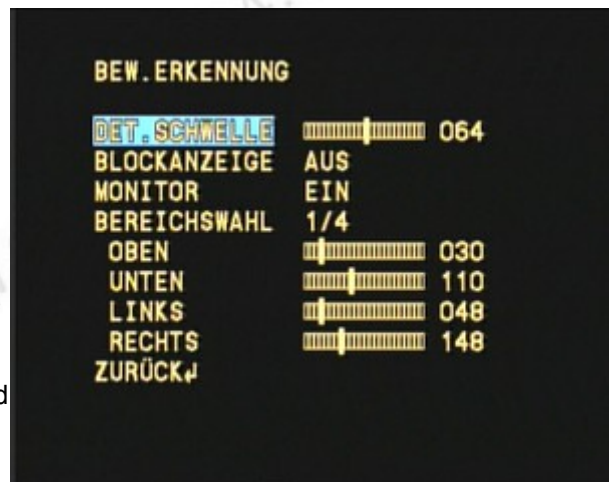 BEW.ERKENNUNG
DET.SCHWELLE 064
BLOCKANZEIGE AUS
MONITOR EIN
BEREICHSWAHL 1/4
OBEN 030
UNTEN 110
LINKS 048
RECHTS 148
ZURÜCK↲
d